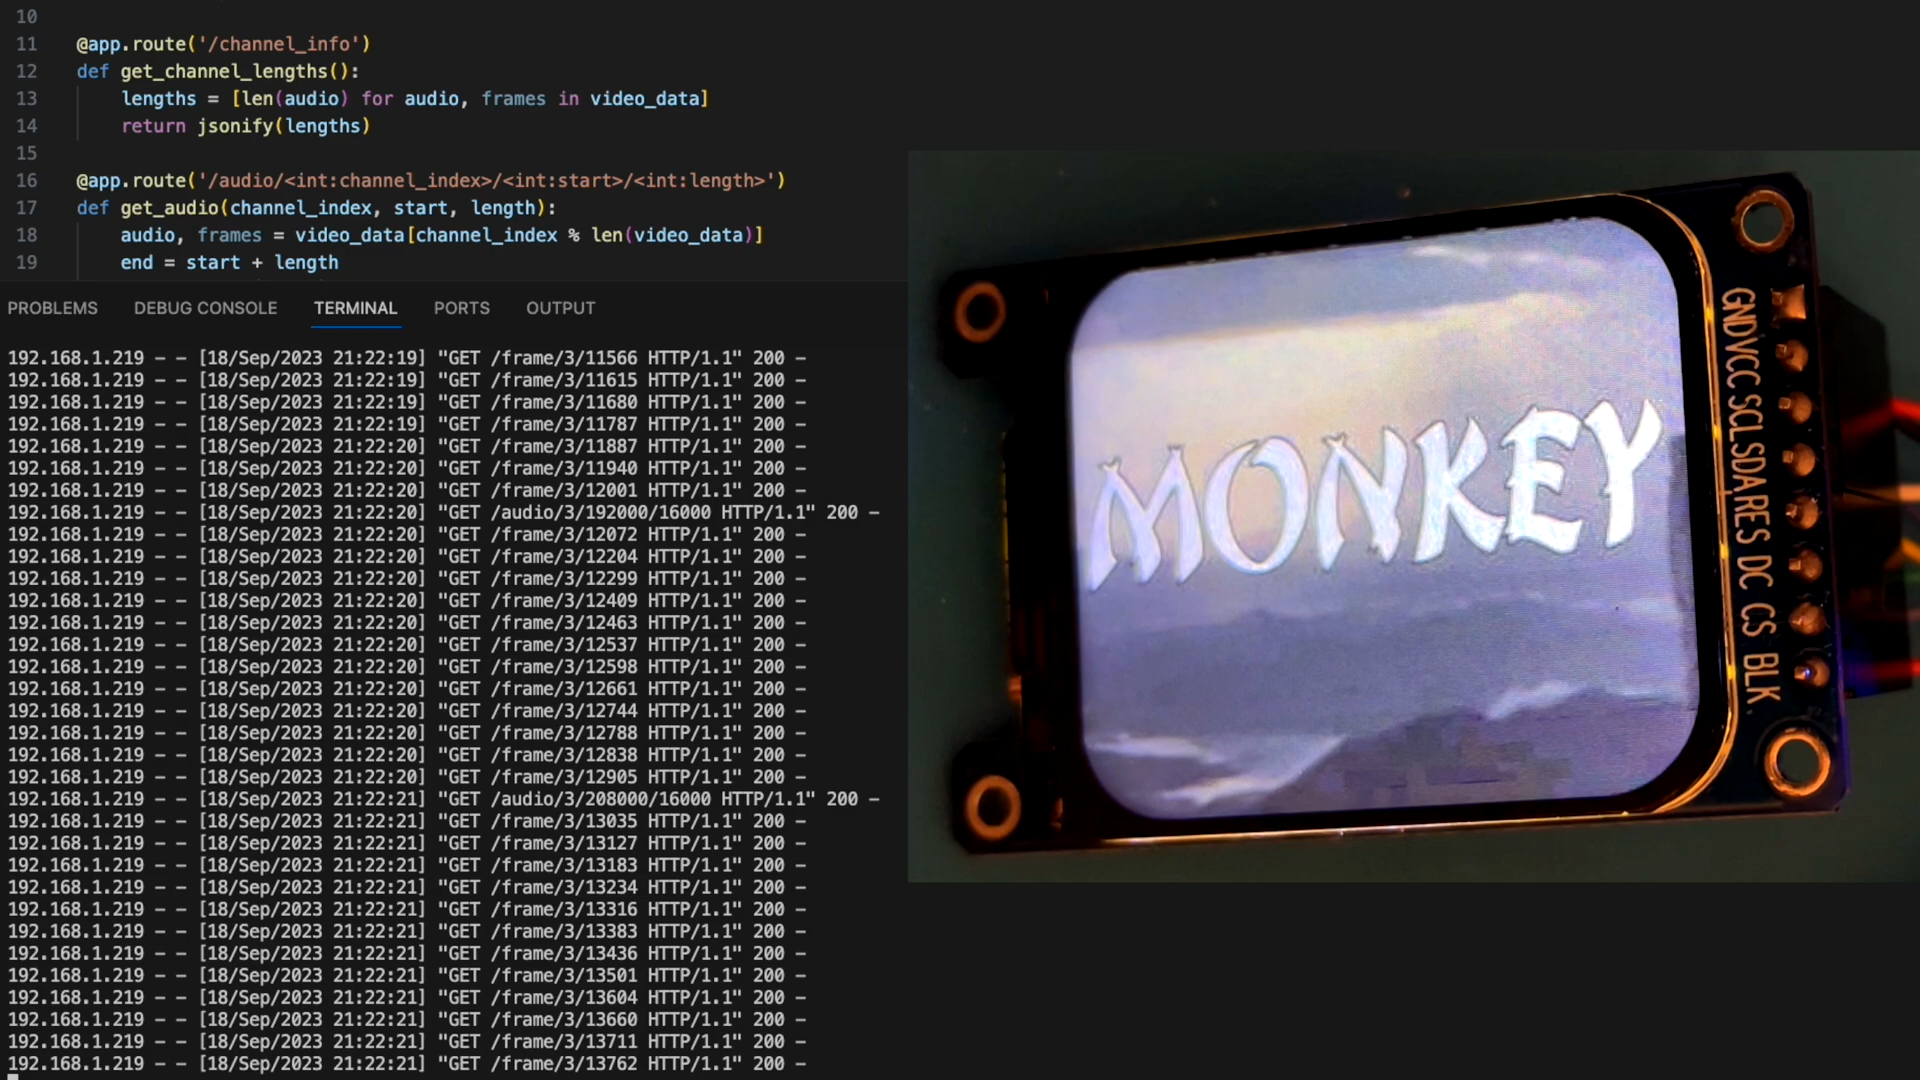 10
11 @app.route('/channel_info')
12 def get_channel_lengths():
13 lengths = [len(audio) for audio, frames in video_data]
14 return jsonify(lengths)
15
16 @app.route('/audio/<int:channel_index>/<int:start>/<int:length>')
17 def get_audio(channel_index, start, length):
18 audio, frames = video_data[channel_index % len(video_data)]
19 end = start + length
PROBLEMS DEBUG CONSOLE TERMINAL PORTS OUTPUT
192.168.1.219 - - [18/Sep/2023 21:22:19] "GET /frame/3/11566 HTTP/1.1" 200 -
192.168.1.219 - - [18/Sep/2023 21:22:19] "GET /frame/3/11615 HTTP/1.1" 200 -
192.168.1.219 - - [18/Sep/2023 21:22:19] "GET /frame/3/11680 HTTP/1.1" 200 -
192.168.1.219 - - [18/Sep/2023 21:22:19] "GET /frame/3/11787 HTTP/1.1" 200 -
192.168.1.219 - - [18/Sep/2023 21:22:20] "GET /frame/3/11887 HTTP/1.1" 200 -
192.168.1.219 - - [18/Sep/2023 21:22:20] "GET /frame/3/11940 HTTP/1.1" 200 -
192.168.1.219 - - [18/Sep/2023 21:22:20] "GET /frame/3/12001 HTTP/1.1" 200 -
192.168.1.219 - - [18/Sep/2023 21:22:20] "GET /audio/3/192000/16000 HTTP/1.1" 200 -
192.168.1.219 - - [18/Sep/2023 21:22:20] "GET /frame/3/12072 HTTP/1.1" 200 -
192.168.1.219 - - [18/Sep/2023 21:22:20] "GET /frame/3/12204 HTTP/1.1" 200 -
192.168.1.219 - - [18/Sep/2023 21:22:20] "GET /frame/3/12299 HTTP/1.1" 200 -
192.168.1.219 - - [18/Sep/2023 21:22:20] "GET /frame/3/12409 HTTP/1.1" 200 -
192.168.1.219 - - [18/Sep/2023 21:22:20] "GET /frame/3/12463 HTTP/1.1" 200 -
192.168.1.219 - - [18/Sep/2023 21:22:20] "GET /frame/3/12537 HTTP/1.1" 200 -
192.168.1.219 - - [18/Sep/2023 21:22:20] "GET /frame/3/12598 HTTP/1.1" 200 -
192.168.1.219 - - [18/Sep/2023 21:22:20] "GET /frame/3/12661 HTTP/1.1" 200 -
192.168.1.219 - - [18/Sep/2023 21:22:20] "GET /frame/3/12744 HTTP/1.1" 200 -
192.168.1.219 - - [18/Sep/2023 21:22:20] "GET /frame/3/12788 HTTP/1.1" 200 -
192.168.1.219 - - [18/Sep/2023 21:22:20] "GET /frame/3/12838 HTTP/1.1" 200 -
192.168.1.219 - - [18/Sep/2023 21:22:20] "GET /frame/3/12905 HTTP/1.1" 200 -
192.168.1.219 - - [18/Sep/2023 21:22:21] "GET /audio/3/208000/16000 HTTP/1.1" 200 -
192.168.1.219 - - [18/Sep/2023 21:22:21] "GET /frame/3/13035 HTTP/1.1" 200 -
192.168.1.219 - - [18/Sep/2023 21:22:21] "GET /frame/3/13127 HTTP/1.1" 200 -
192.168.1.219 - - [18/Sep/2023 21:22:21] "GET /frame/3/13183 HTTP/1.1" 200 -
192.168.1.219 - - [18/Sep/2023 21:22:21] "GET /frame/3/13234 HTTP/1.1" 200 -
192.168.1.219 - - [18/Sep/2023 21:22:21] "GET /frame/3/13316 HTTP/1.1" 200 -
192.168.1.219 - - [18/Sep/2023 21:22:21] "GET /frame/3/13383 HTTP/1.1" 200 -
192.168.1.219 - - [18/Sep/2023 21:22:21] "GET /frame/3/13436 HTTP/1.1" 200 -
192.168.1.219 - - [18/Sep/2023 21:22:21] "GET /frame/3/13501 HTTP/1.1" 200 -
192.168.1.219 - - [18/Sep/2023 21:22:21] "GET /frame/3/13604 HTTP/1.1" 200 -
192.168.1.219 - - [18/Sep/2023 21:22:21] "GET /frame/3/13660 HTTP/1.1" 200 -
192.168.1.219 - - [18/Sep/2023 21:22:21] "GET /frame/3/13711 HTTP/1.1" 200 -
192.168.1.219 - - [18/Sep/2023 21:22:21] "GET /frame/3/13762 HTTP/1.1" 200 -
MONKEY
GND VCC SCL SDA RES DC CS BLK